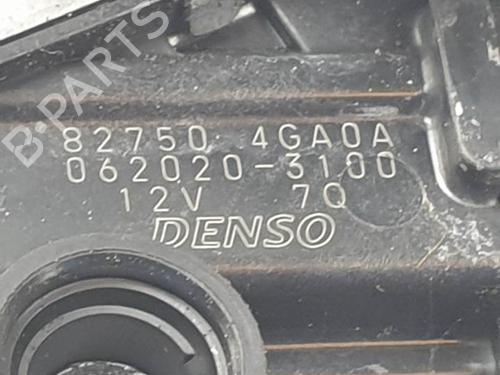 B-PARTS
82750 4GA0A
062020-3100
12V 7Q
DENSO